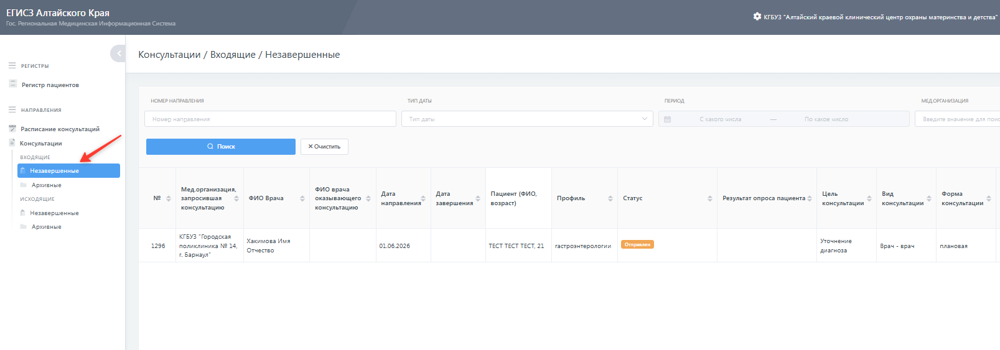 ЕГИСЗ Алтайского Края
Гос. Региональная Медицинская Информационная Система
КГБУЗ "Алтайский краевой клинический центр охраны материнства и детства"
РЕГИСТРЫ
Регистр пациентов
НАПРАВЛЕНИЯ
Расписание консультаций
Консультации
ВХОДЯЩИЕ
Незавершенные
Архивные
ИСХОДЯЩИЕ
Незавершенные
Архивные
Консультации / Входящие / Незавершенные
НОМЕР НАПРАВЛЕНИЯ
ТИП ДАТЫ
ПЕРИОД
МЕД.ОРГАНИЗАЦИЯ
Номер направления
Тип даты
С какого числа — По какое число
Введите значение для пои
Поиск
× Очистить
№
Мед.организация,
запросившая
консультацию
ФИО Врача
ФИО врача
оказывающего
консультацию
Дата
направления
Дата
завершения
Пациент (ФИО,
возраст)
Профиль
Статус
Результат опроса пациента
Цель
консультации
Вид
консультации
Форма
консультации
1296
КГБУЗ "Городская
поликлиника № 14,
г. Барнаул"
Хакимова Имя
Отчество
01.06.2026
ТЕСТ ТЕСТ ТЕСТ, 21
гастроэнтерологии
Отправлен
Уточнение
диагноза
Врач - врач
плановая